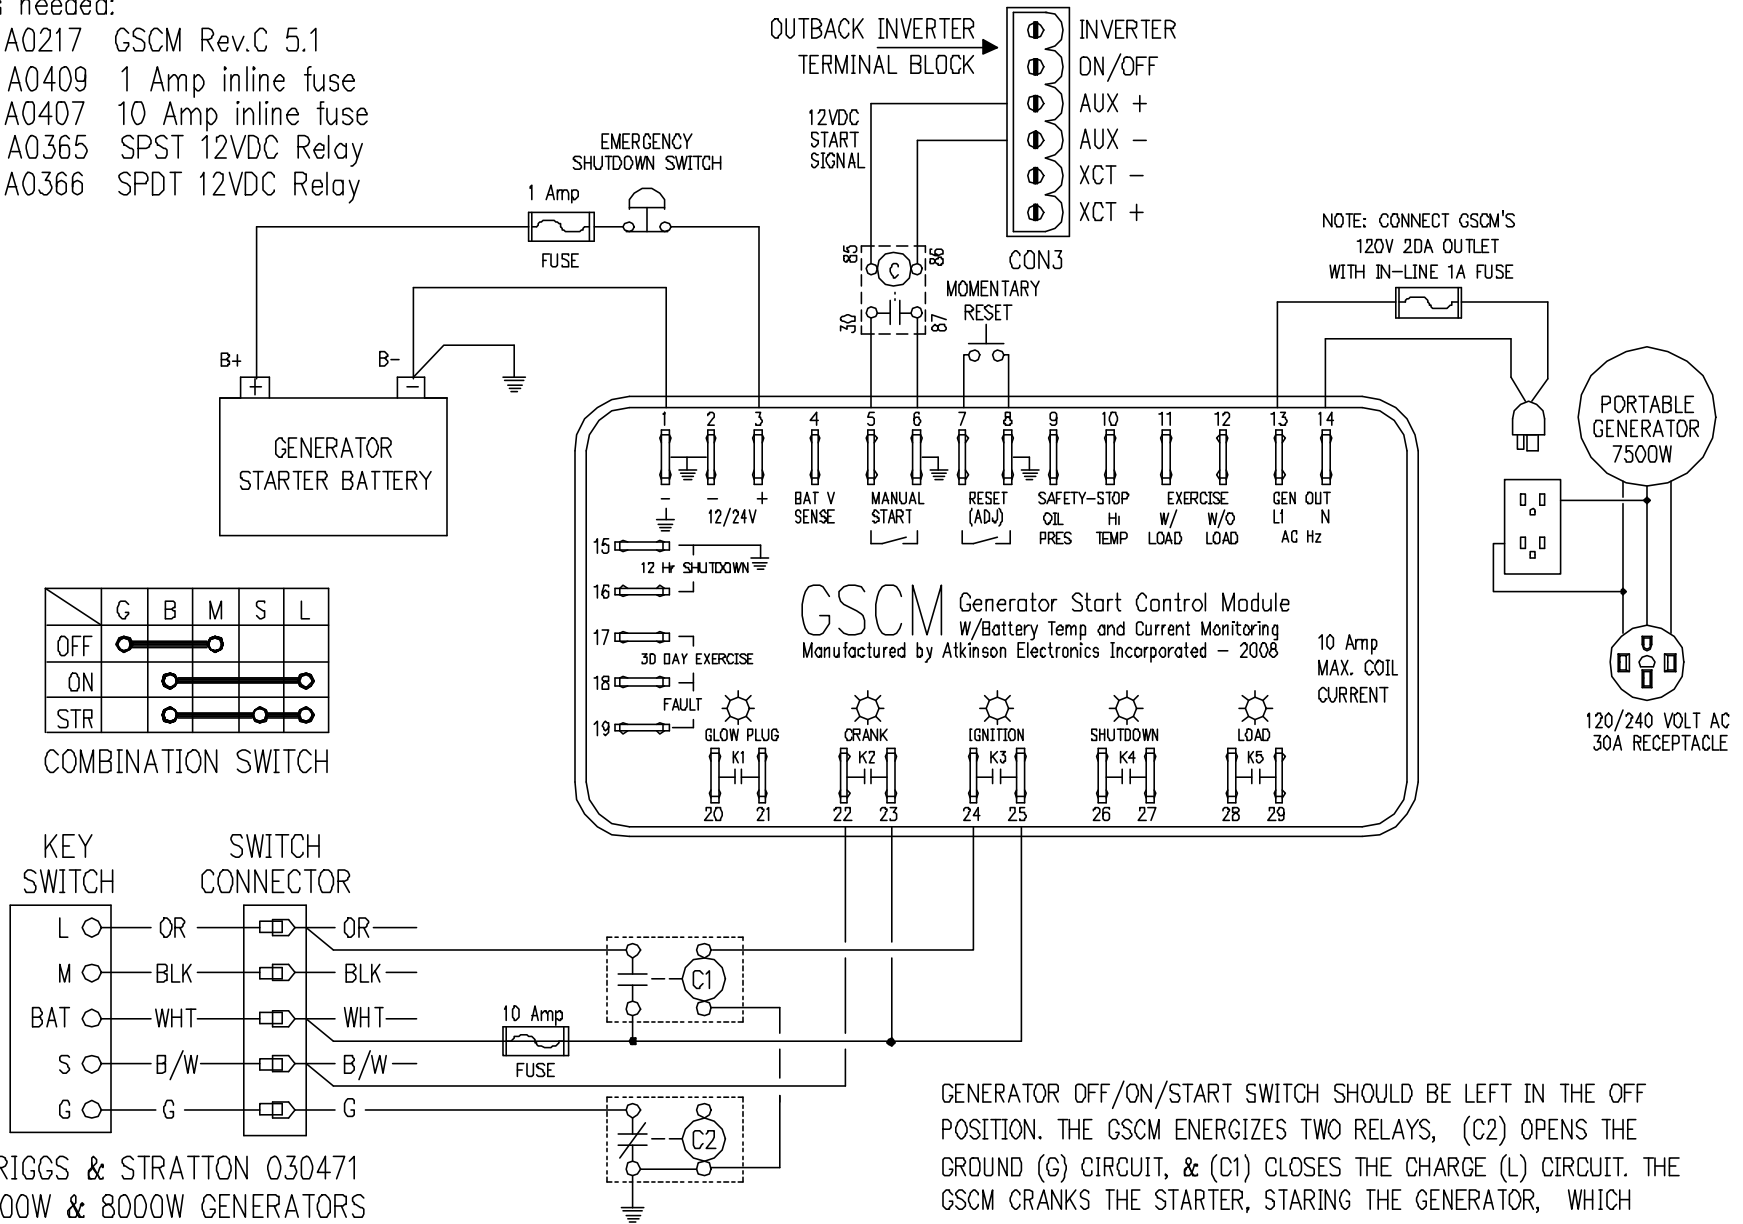 needed:
A0217 GSCM Rev.C 5.1
A0409 1 Amp inline fuse
A0407 10 Amp inline fuse
A0365 SPST 12VDC Relay
A0366 SPDT 12VDC Relay
OUTBACK INVERTER
TERMINAL BLOCK
INVERTER
ON/OFF
AUX +
AUX -
XCT -
XCT +
CON3
12VDC
START
SIGNAL
EMERGENCY
SHUTDOWN SWITCH
1 Amp
FUSE
85
86
C
30
87
MOMENTARY
RESET
NOTE: CONNECT GSCM'S
120V 20A OUTLET
WITH IN-LINE 1A FUSE
B+
B-
+
-
GENERATOR
STARTER BATTERY
PORTABLE
GENERATOR
7500W
1 2 3 4 5 6 7 8 9 10 11 12 13 14
- - +
12/24V
BAT V
SENSE
MANUAL
START
RESET
(ADJ)
SAFETY-STOP
OIL
PRES
Hi
TEMP
EXERCISE
W/
LOAD
W/O
LOAD
GEN OUT
L1 N
AC Hz
15
12 Hr SHUTDOWN
16
17
30 DAY EXERCISE
18
FAULT
19
GSCM
Generator Start Control Module
W/Battery Temp and Current Monitoring
Manufactured by Atkinson Electronics Incorporated - 2008
10 Amp
MAX. COIL
CURRENT
GLOW PLUG
CRANK
IGNITION
SHUTDOWN
LOAD
K1 K2 K3 K4 K5
20 21 22 23 24 25 26 27 28 29
120/240 VOLT AC
30A RECEPTACLE
G B M S L
OFF
ON
STR
COMBINATION SWITCH
KEY
SWITCH
SWITCH
CONNECTOR
L OR OR
M BLK BLK
BAT WHT WHT
S B/W B/W
G G G
10 Amp
FUSE
C1
C2
RIGGS & STRATTON 030471
00W & 8000W GENERATORS
GENERATOR OFF/ON/START SWITCH SHOULD BE LEFT IN THE OFF
POSITION. THE GSCM ENERGIZES TWO RELAYS, (C2) OPENS THE
GROUND (G) CIRCUIT, & (C1) CLOSES THE CHARGE (L) CIRCUIT. THE
GSCM CRANKS THE STARTER, STARING THE GENERATOR, WHICH